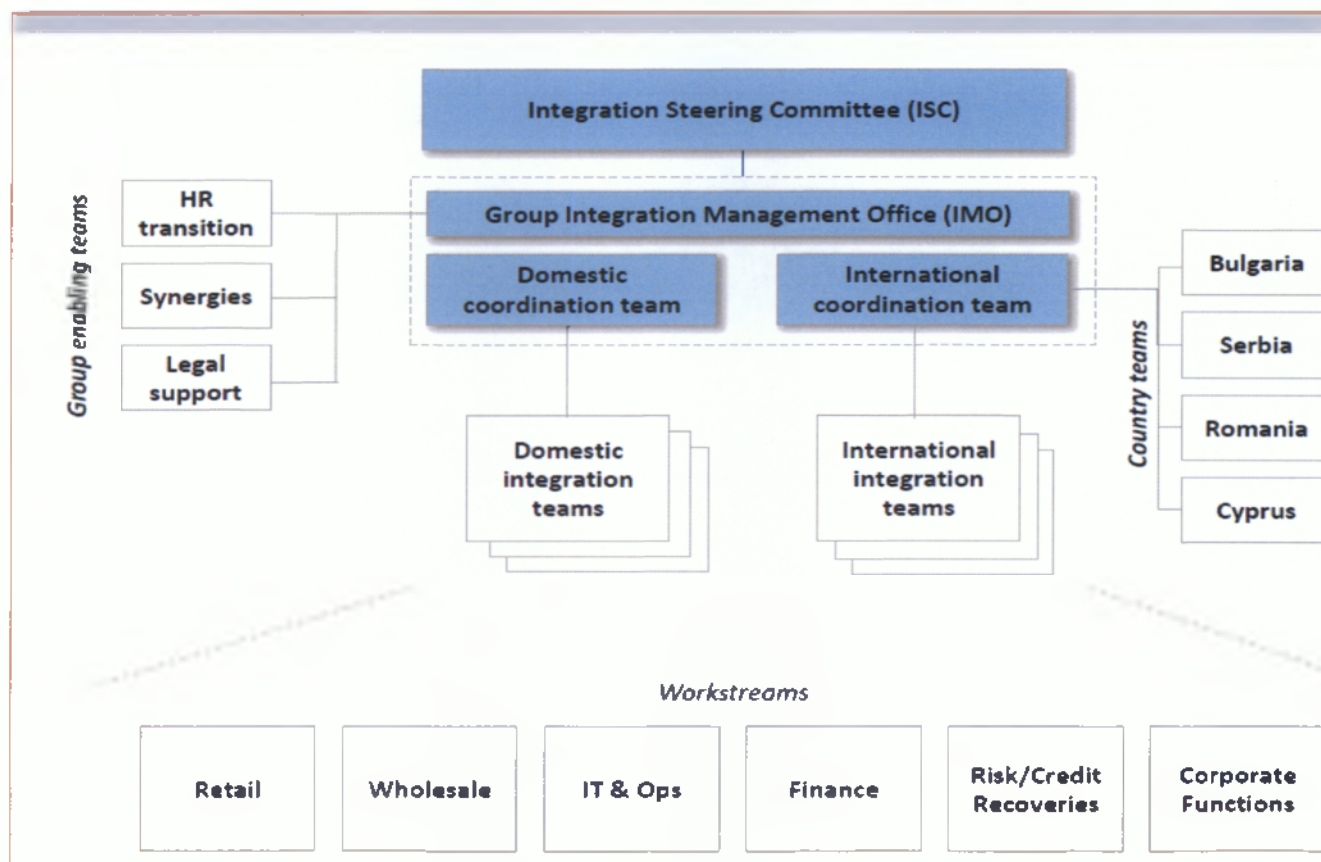 Integration Steering Committee (ISC)
Group enabling teams
HR
transition
Synergies
Legal
support
Group Integration Management Office (IMO)
Domestic
coordination team
International
coordination team
Country teams
Bulgaria
Serbia
Romania
Cyprus
Domestic
integration
teams
International
integration
teams
Workstreams
Retail
Wholesale
IT & Ops
Finance
Risk/Credit
Recoveries
Corporate
Functions